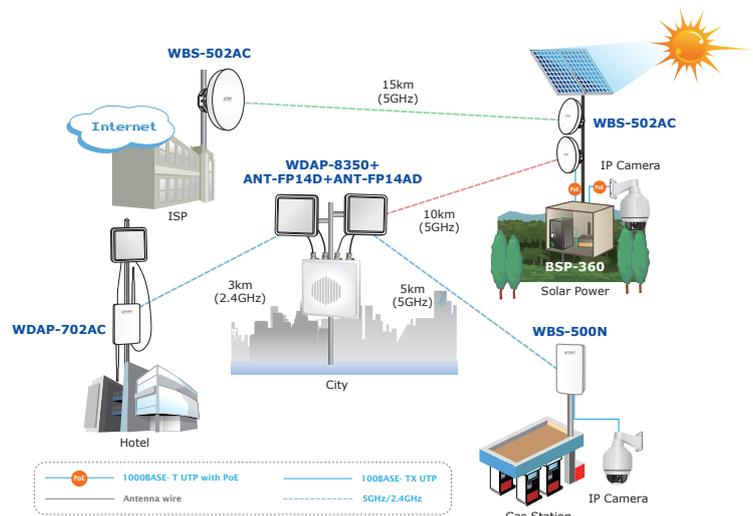 WBS-502AC
15km
(5GHz)
WBS-502AC
Internet
WDAP-8350+
ANT-FP14D+ANT-FP14AD
IP Camera
PoE
PoE
ISP
10km
(5GHz)
BSP-360
Solar Power
3km
(2.4GHz)
5km
(5GHz)
WDAP-702AC
WBS-500N
City
Hotel
PoE
1000BASE- T UTP with PoE
100BASE- TX UTP
Antenna wire
5GHz/2.4GHz
IP Camera
Gas Station